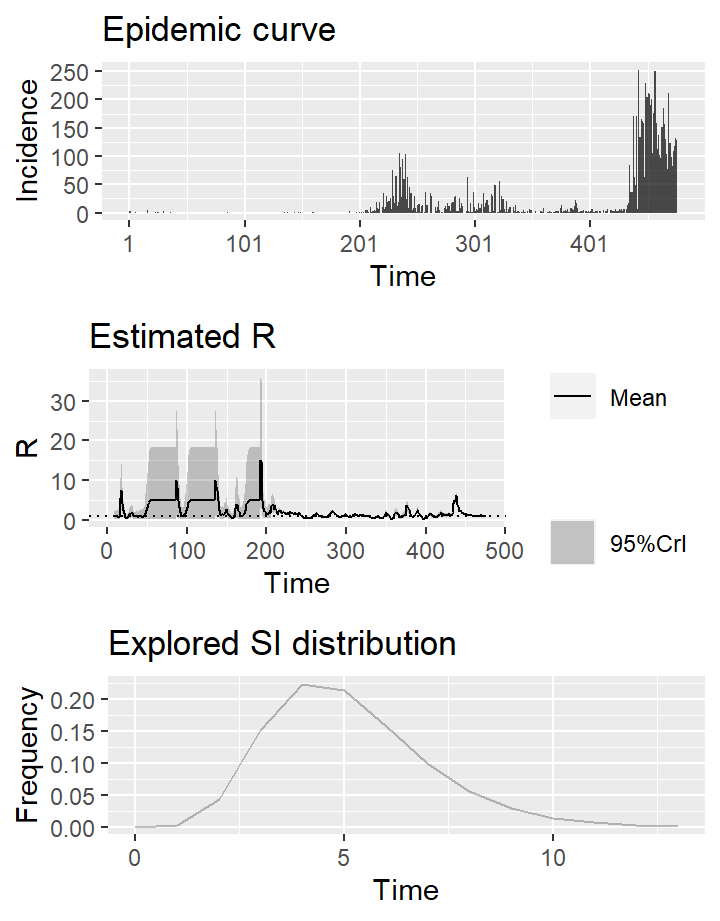 Epidemic curve
Incidence
250
200
150
100
50
0
1 101 201 301 401
Time
Estimated R
R
30
20
10
0
0 100 200 300 400 500
Time
Mean
95%CrI
Explored SI distribution
Frequency
0.20
0.15
0.10
0.05
0.00
0 5 10
Time